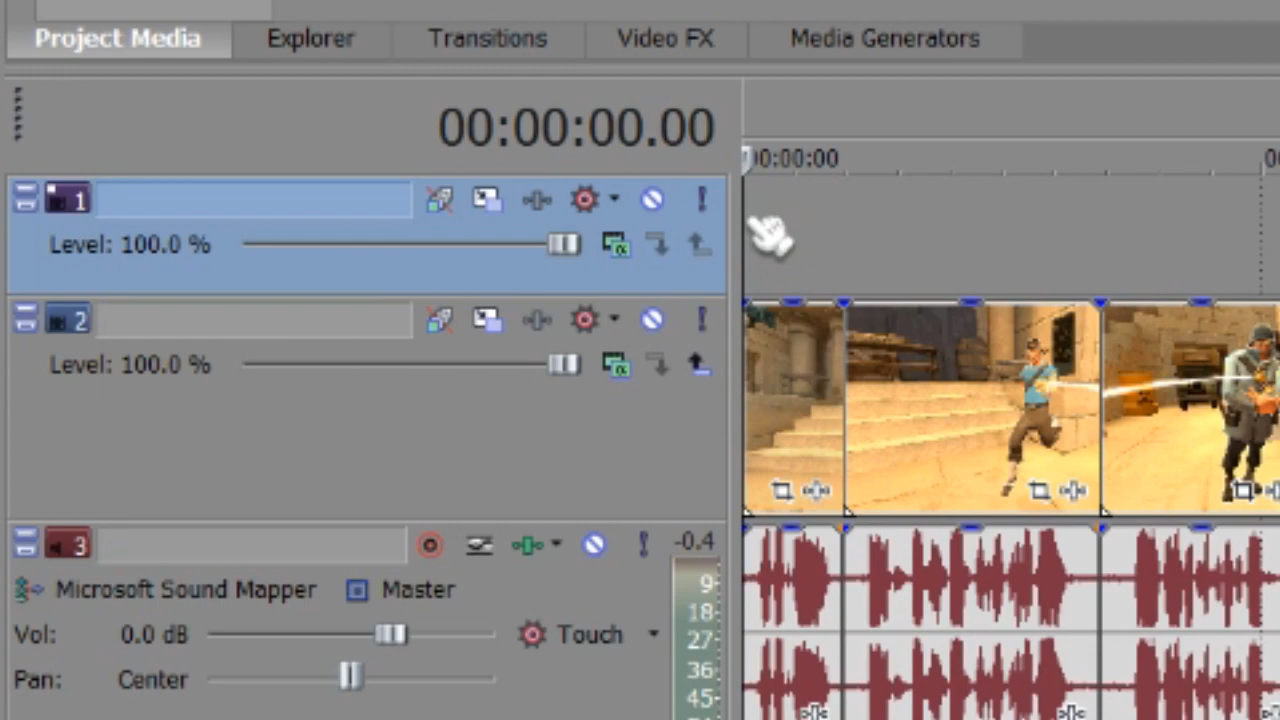 Project Media Explorer Transitions Video FX Media Generators
00:00:00.00
00:00:00
1
Level: 100.0 %
2
Level: 100.0 %
3
-0.4
Microsoft Sound Mapper Master
9
18
27
36
45
Vol: 0.0 dB Touch
Pan: Center